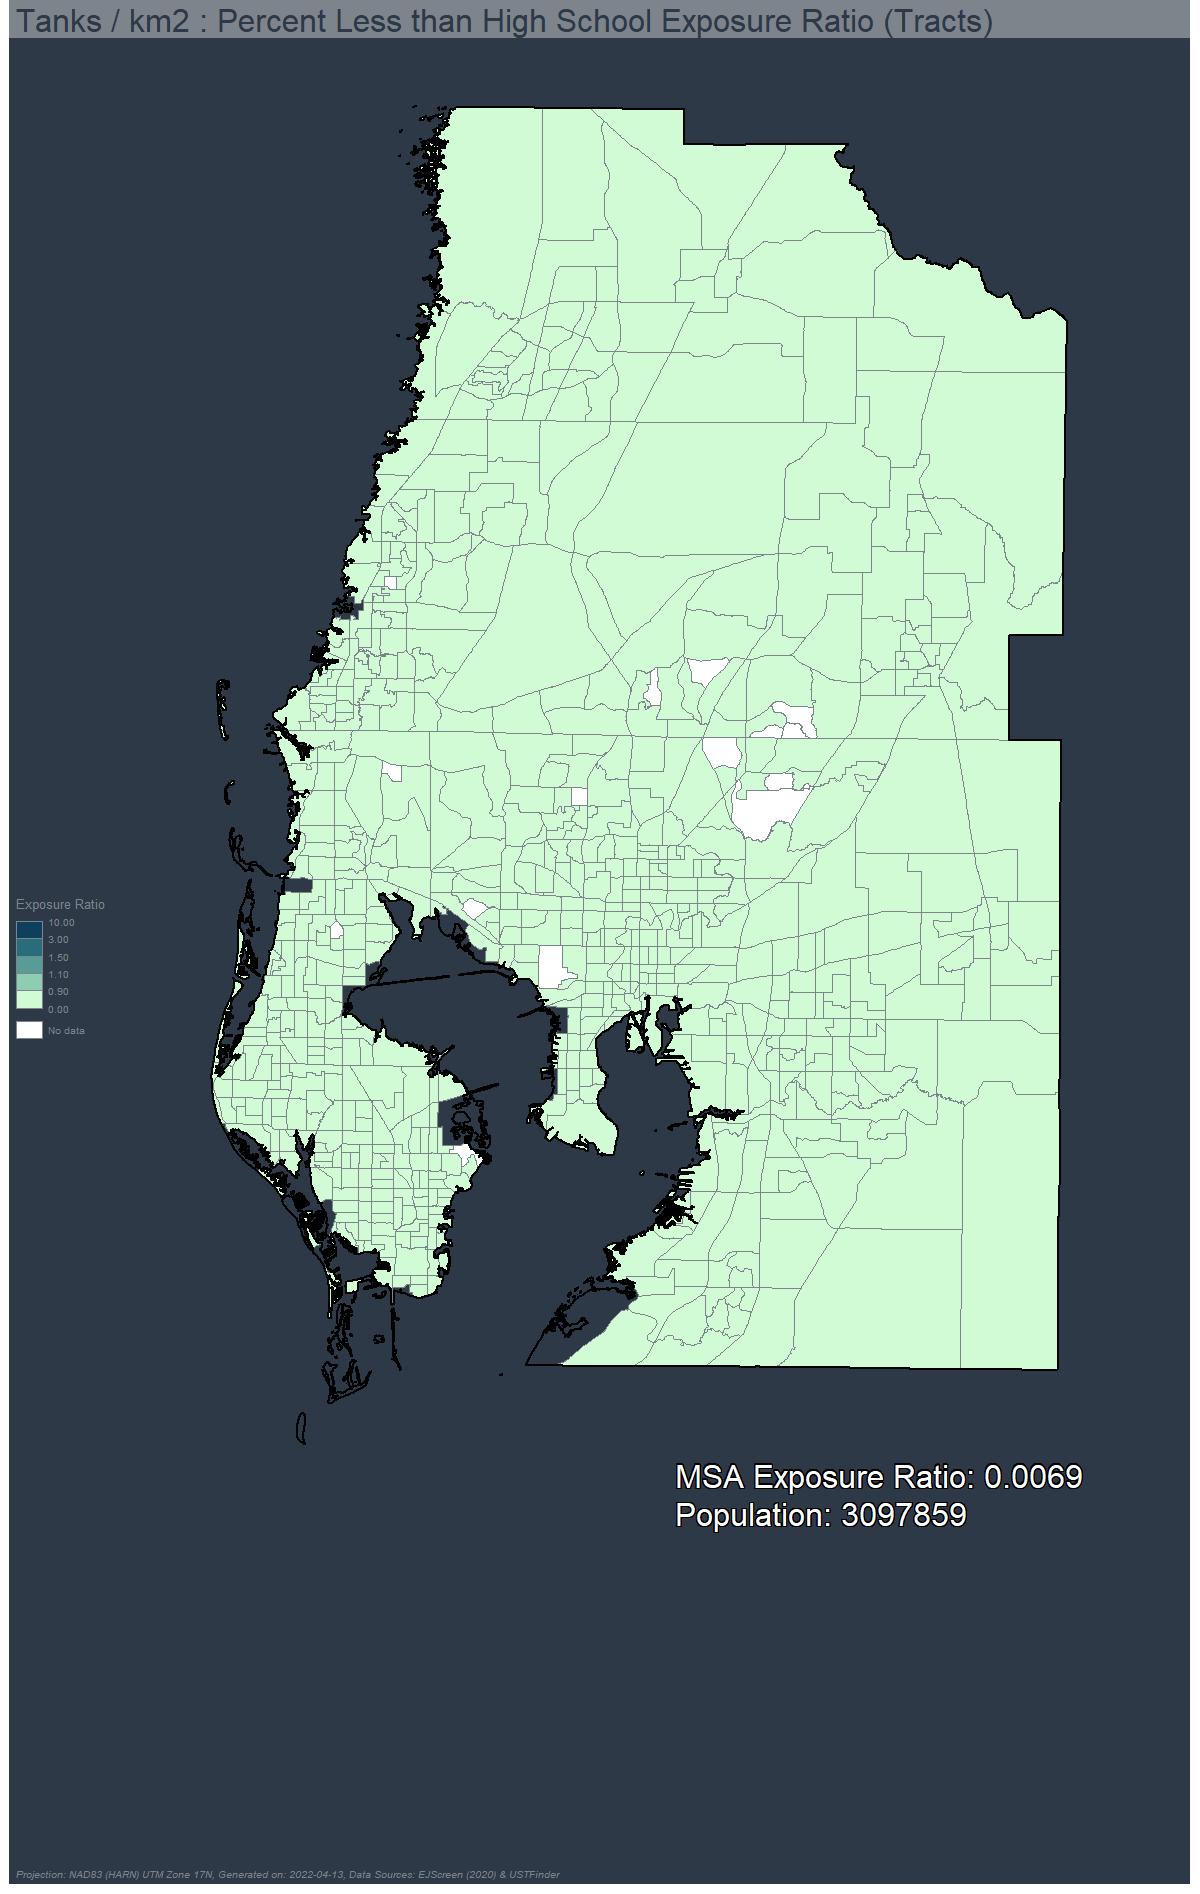 Tanks / km2 : Percent Less than High School Exposure Ratio (Tracts)
Exposure Ratio
10.00
3.00
1.50
1.10
0.90
0.00
No data
MSA Exposure Ratio: 0.0069
Population: 3097859
Projection: NAD83 (HARN) UTM Zone 17N, Generated on: 2022-04-13, Data Sources: EJScreen (2020) & USTFinder